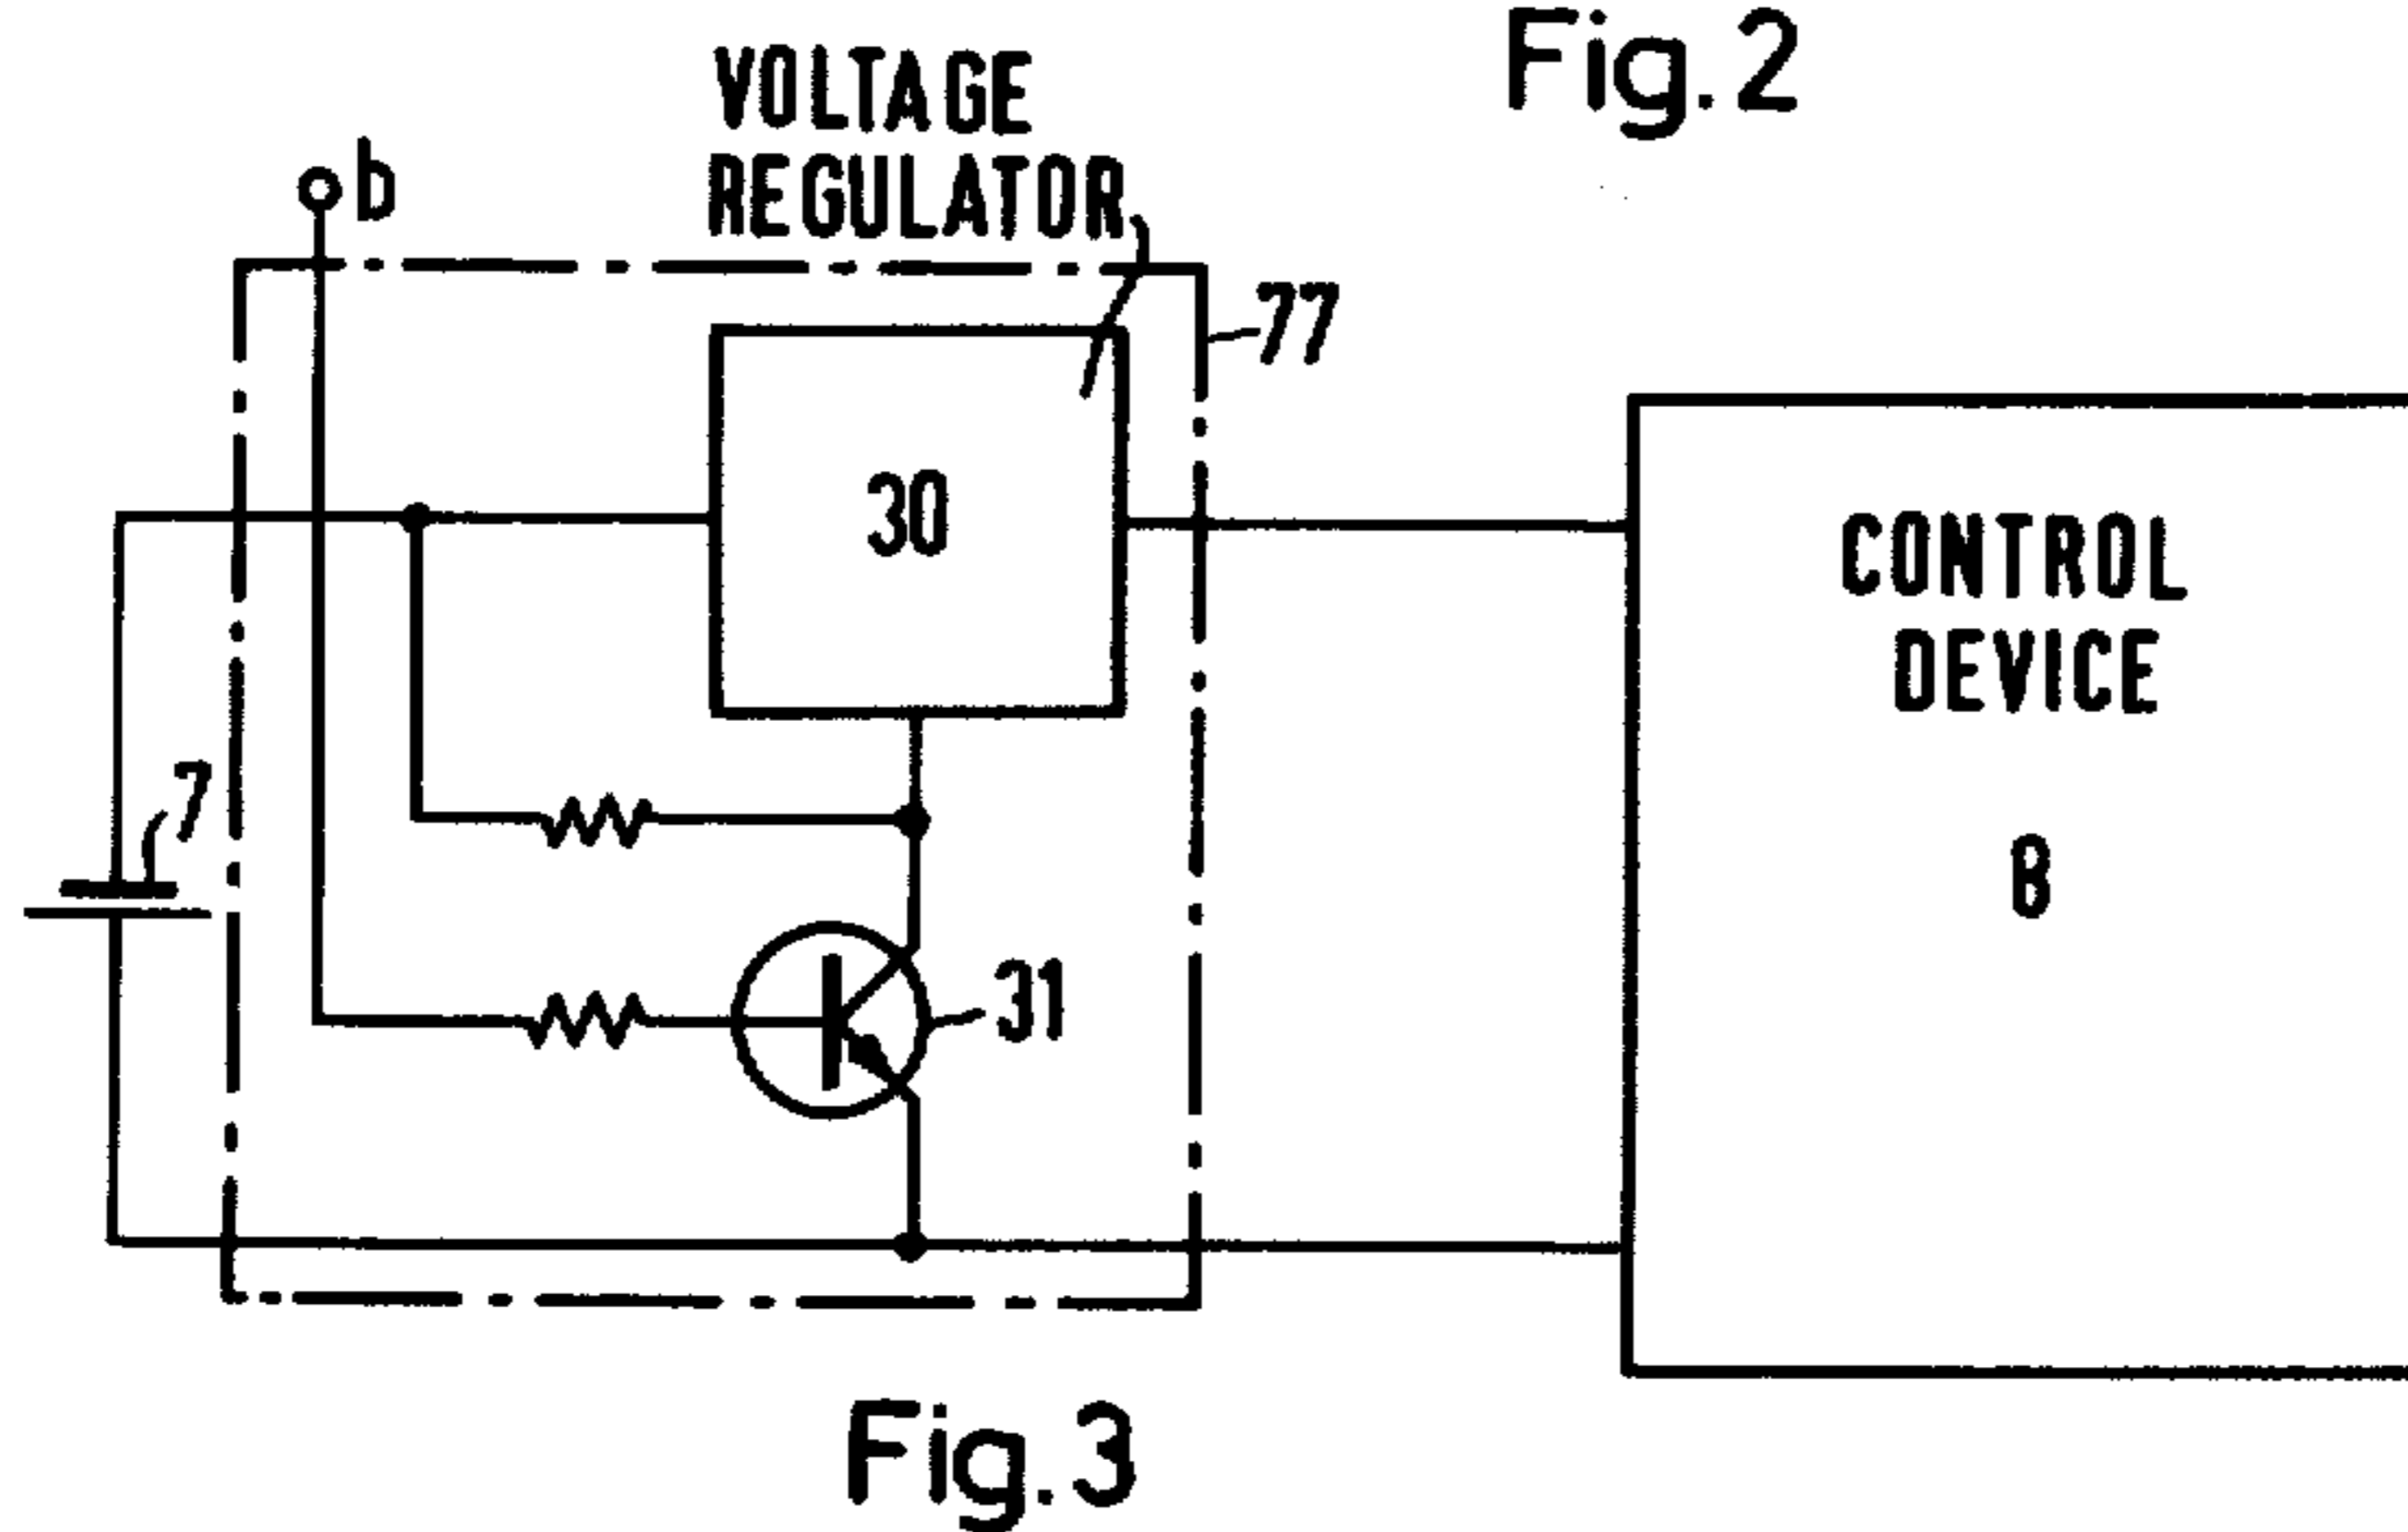 Fig.2
VOLTAGE
REGULATOR
b
77
30
CONTROL
DEVICE
7
8
31
Fig.3